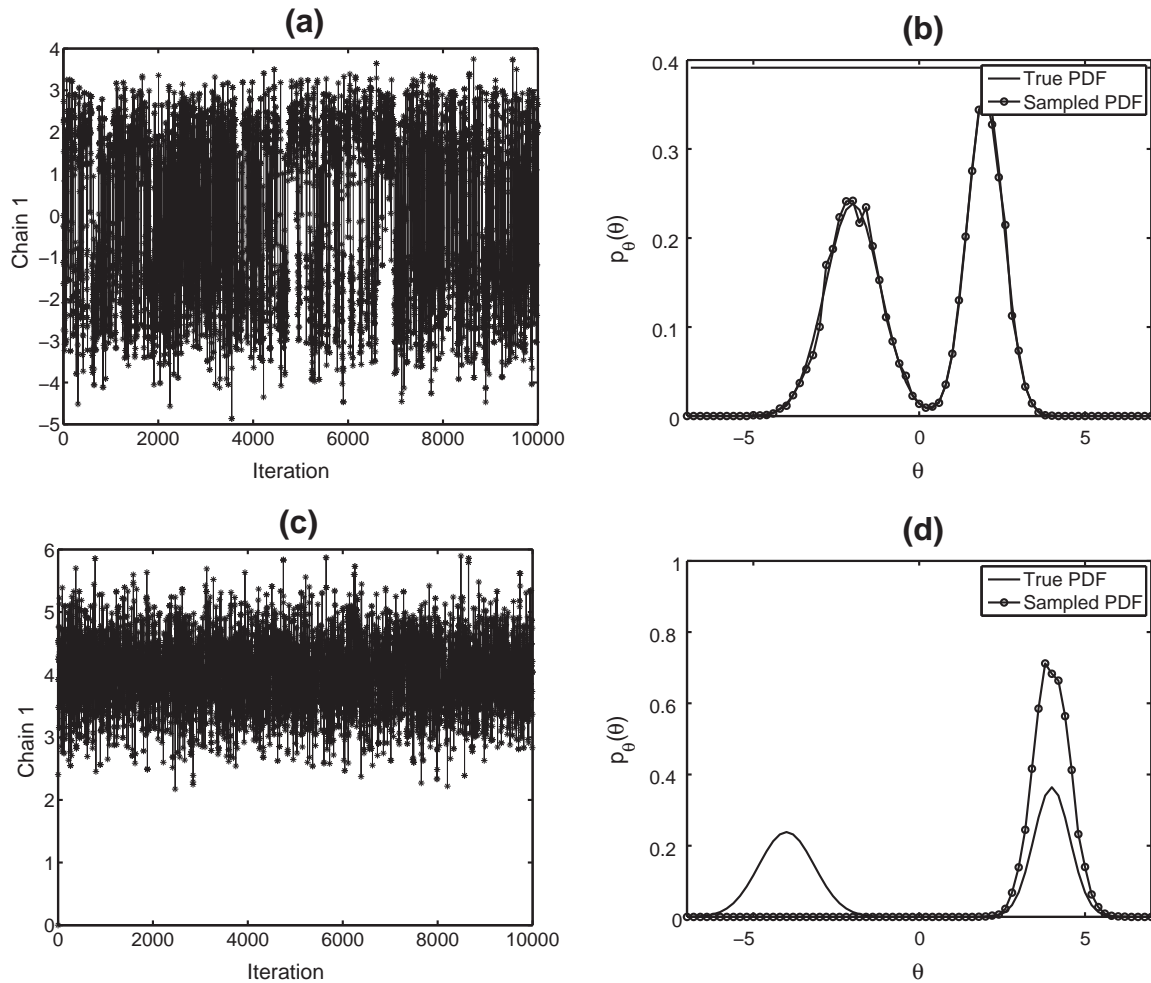 (a)
4
3
2
1
0
−1
−2
−3
−4
−5
Chain 1
0 2000 4000 6000 8000 10000
Iteration
(b)
0.4
0.3
0.2
0.1
0
pθ(θ)
True PDF
Sampled PDF
−5 0 5
θ
(c)
6
5
4
3
2
1
0
Chain 1
0 2000 4000 6000 8000 10000
Iteration
(d)
1
0.8
0.6
0.4
0.2
0
pθ(θ)
True PDF
Sampled PDF
−5 0 5
θ